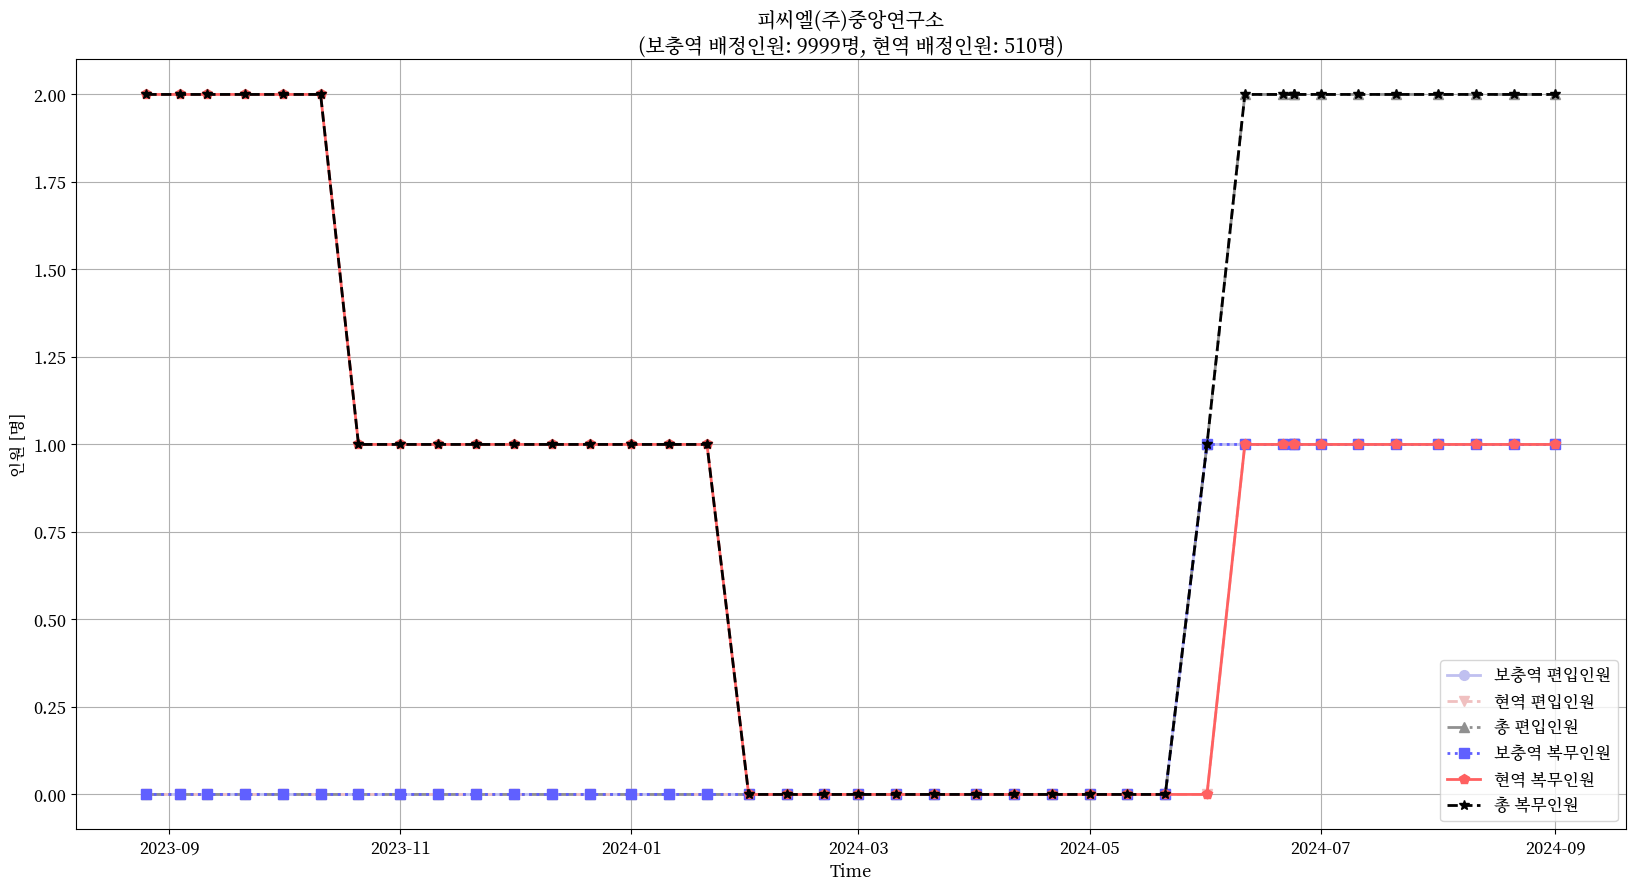 피씨엘(주)중앙연구소
(보충역 배정인원: 9999명, 현역 배정인원: 510명)
인원 [명]
2.00
1.75
1.50
1.25
1.00
0.75
0.50
0.25
0.00
보충역 편입인원
현역 편입인원
총 편입인원
보충역 복무인원
현역 복무인원
총 복무인원
2023-09
2023-11
2024-01
2024-03
2024-05
2024-07
2024-09
Time